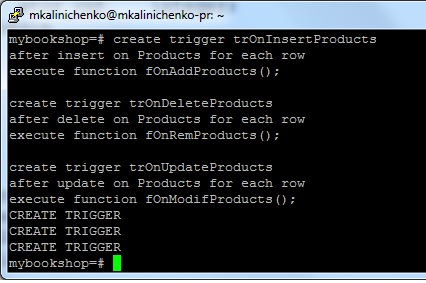 mkalinichenko@mkalinichenko-pr: ~
mybookshop=# create trigger trOnInsertProducts
after insert on Products for each row
execute function fOnAddProducts();
create trigger trOnDeleteProducts
after delete on Products for each row
execute function fOnRemProducts();
create trigger trOnUpdateProducts
after update on Products for each row
execute function fOnModifProducts();
CREATE TRIGGER
CREATE TRIGGER
CREATE TRIGGER
mybookshop=#